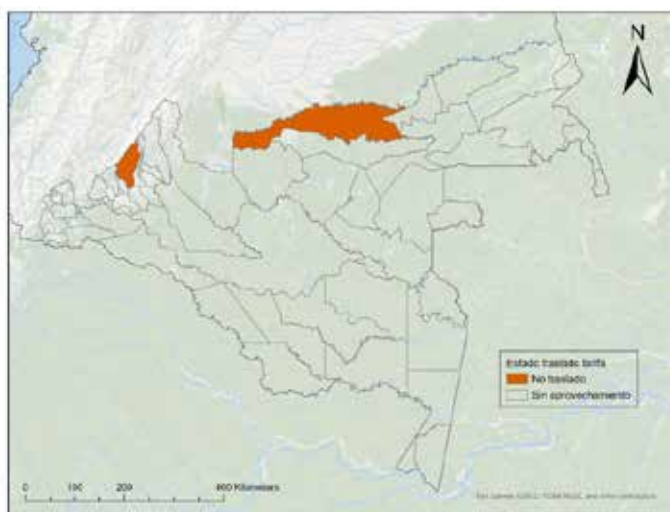 N
Estado traslado tarifa
No traslado
Sin aprovechamiento
0 100 200 400 Kilometers